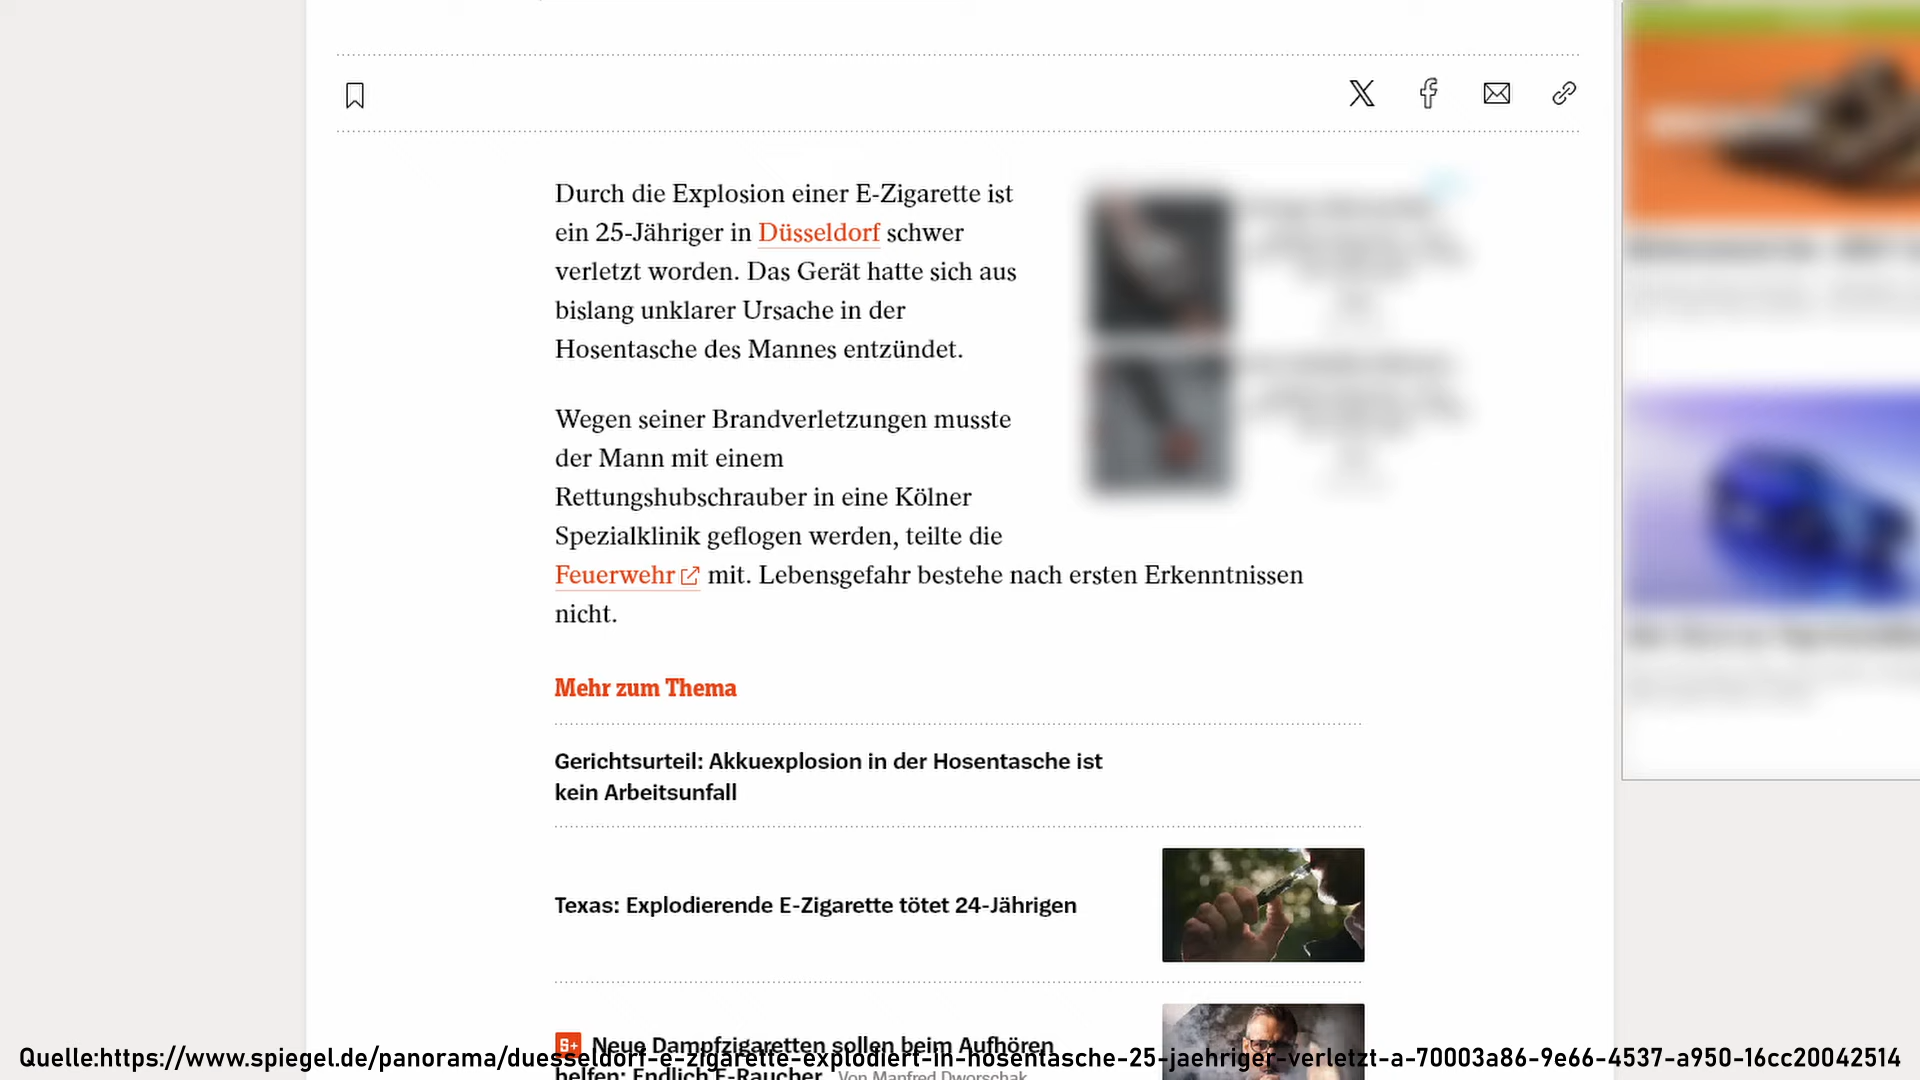 Durch die Explosion einer E-Zigarette ist
ein 25-Jähriger in Düsseldorf schwer
verletzt worden. Das Gerät hatte sich aus
bislang unklarer Ursache in der
Hosentasche des Mannes entzündet.
Wegen seiner Brandverletzungen musste
der Mann mit einem
Rettungshubschrauber in eine Kölner
Spezialklinik geflogen werden, teilte die
Feuerwehr mit. Lebensgefahr bestehe nach ersten Erkenntnissen
nicht.
Mehr zum Thema
Gerichtsurteil: Akkuexplosion in der Hosentasche ist
kein Arbeitsunfall
Texas: Explodierende E-Zigarette tötet 24-Jährigen
S+ Neue Dampfzigaretten sollen beim Aufhören
helfen: Endlich E-Raucher Von Manfred Dworschak
Quelle:https://www.spiegel.de/panorama/duesseldorf-e-zigarette-explodiert-in-hosentasche-25-jaehriger-verletzt-a-70003a86-9e66-4537-a950-16cc20042514